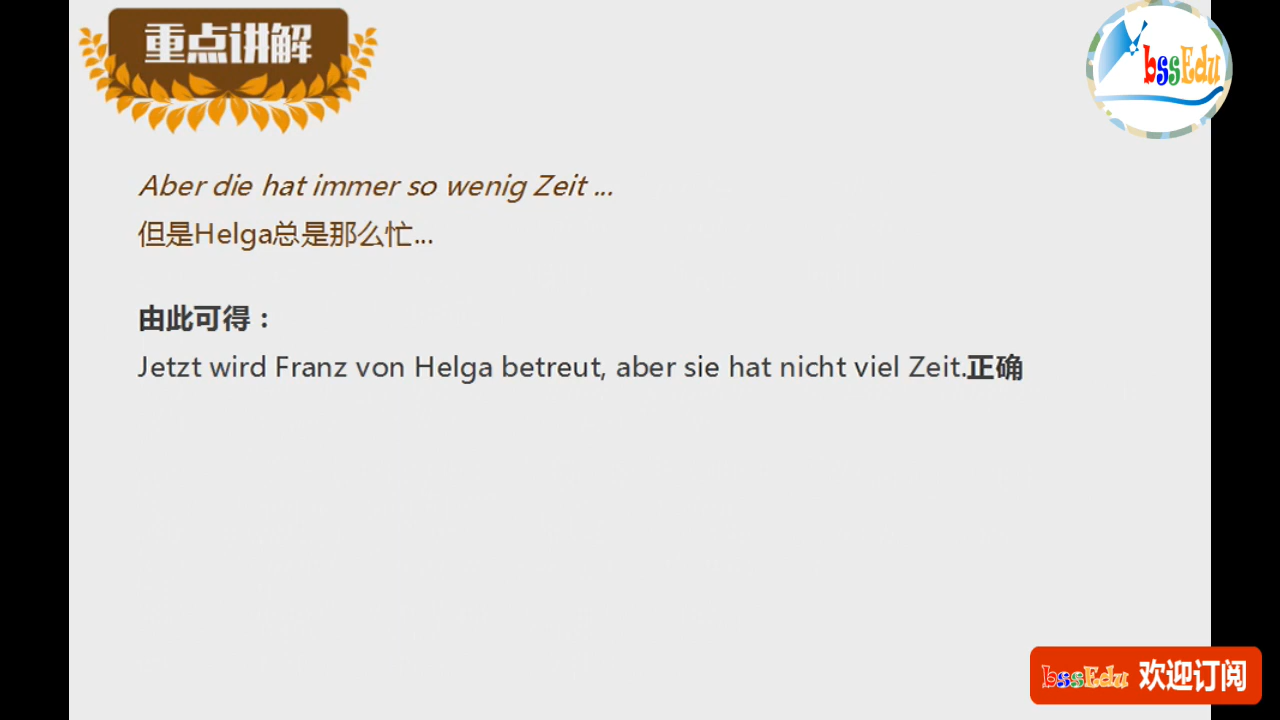 重点讲解
bssEdu
Aber die hat immer so wenig Zeit ...
但是Helga总是那么忙...
由此可得：
Jetzt wird Franz von Helga betreut, aber sie hat nicht viel Zeit.正确
bssEdu 欢迎订阅